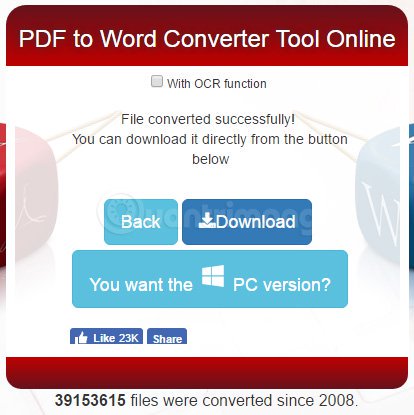 PDF to Word Converter Tool Online
With OCR function
File converted successfully!
You can download it directly from the button
below
Back
Download
You want the PC version?
Like 23K
Share
39153615 files were converted since 2008.